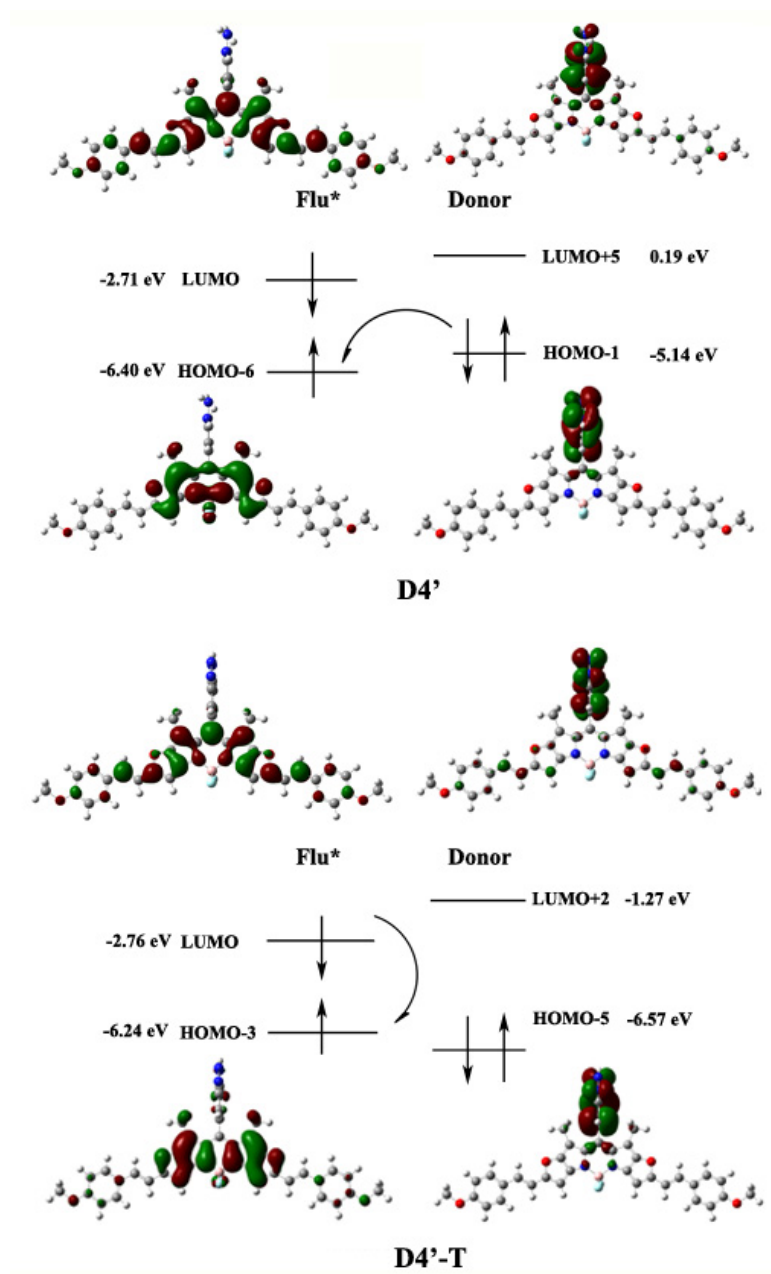 Flu* Donor
LUMO+5 0.19 eV
-2.71 eV LUMO
HOMO-1 -5.14 eV
-6.40 eV HOMO-6
D4’
Flu* Donor
LUMO+2 -1.27 eV
-2.76 eV LUMO
HOMO-5 -6.57 eV
-6.24 eV HOMO-3
D4’-T